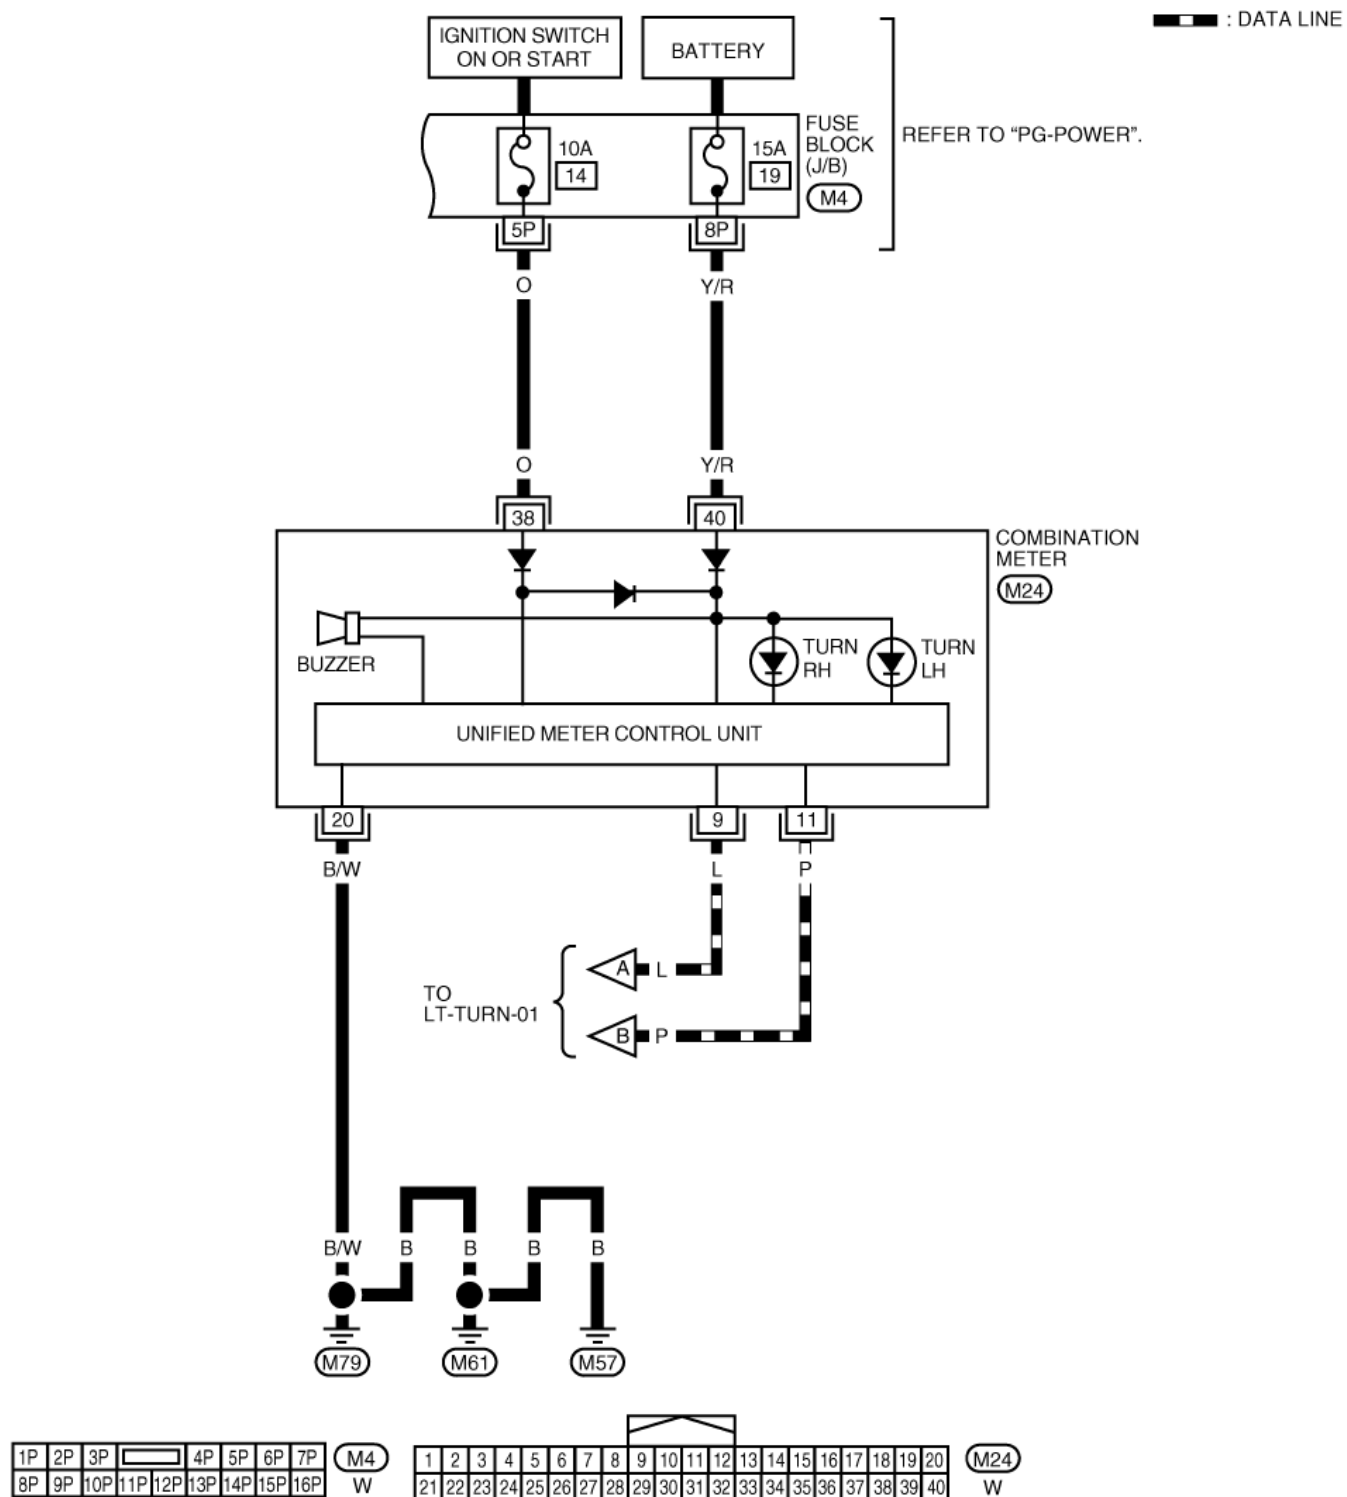 : DATA LINE
IGNITION SWITCH
ON OR START
BATTERY
10A
14
15A
19
FUSE
BLOCK
(J/B)
M4
REFER TO “PG-POWER”.
5P
8P
O
Y/R
O
Y/R
38
40
COMBINATION
METER
M24
BUZZER
TURN
RH
TURN
LH
UNIFIED METER CONTROL UNIT
20
9
11
B/W
L
P
A
L
TO
LT-TURN-01
B
P
B/W
B
B
B
B
M79
M61
M57
1P 2P 3P 4P 5P 6P 7P
8P 9P 10P 11P 12P 13P 14P 15P 16P
M4
W
1 2 3 4 5 6 7 8 9 10 11 12 13 14 15 16 17 18 19 20
21 22 23 24 25 26 27 28 29 30 31 32 33 34 35 36 37 38 39 40
M24
W